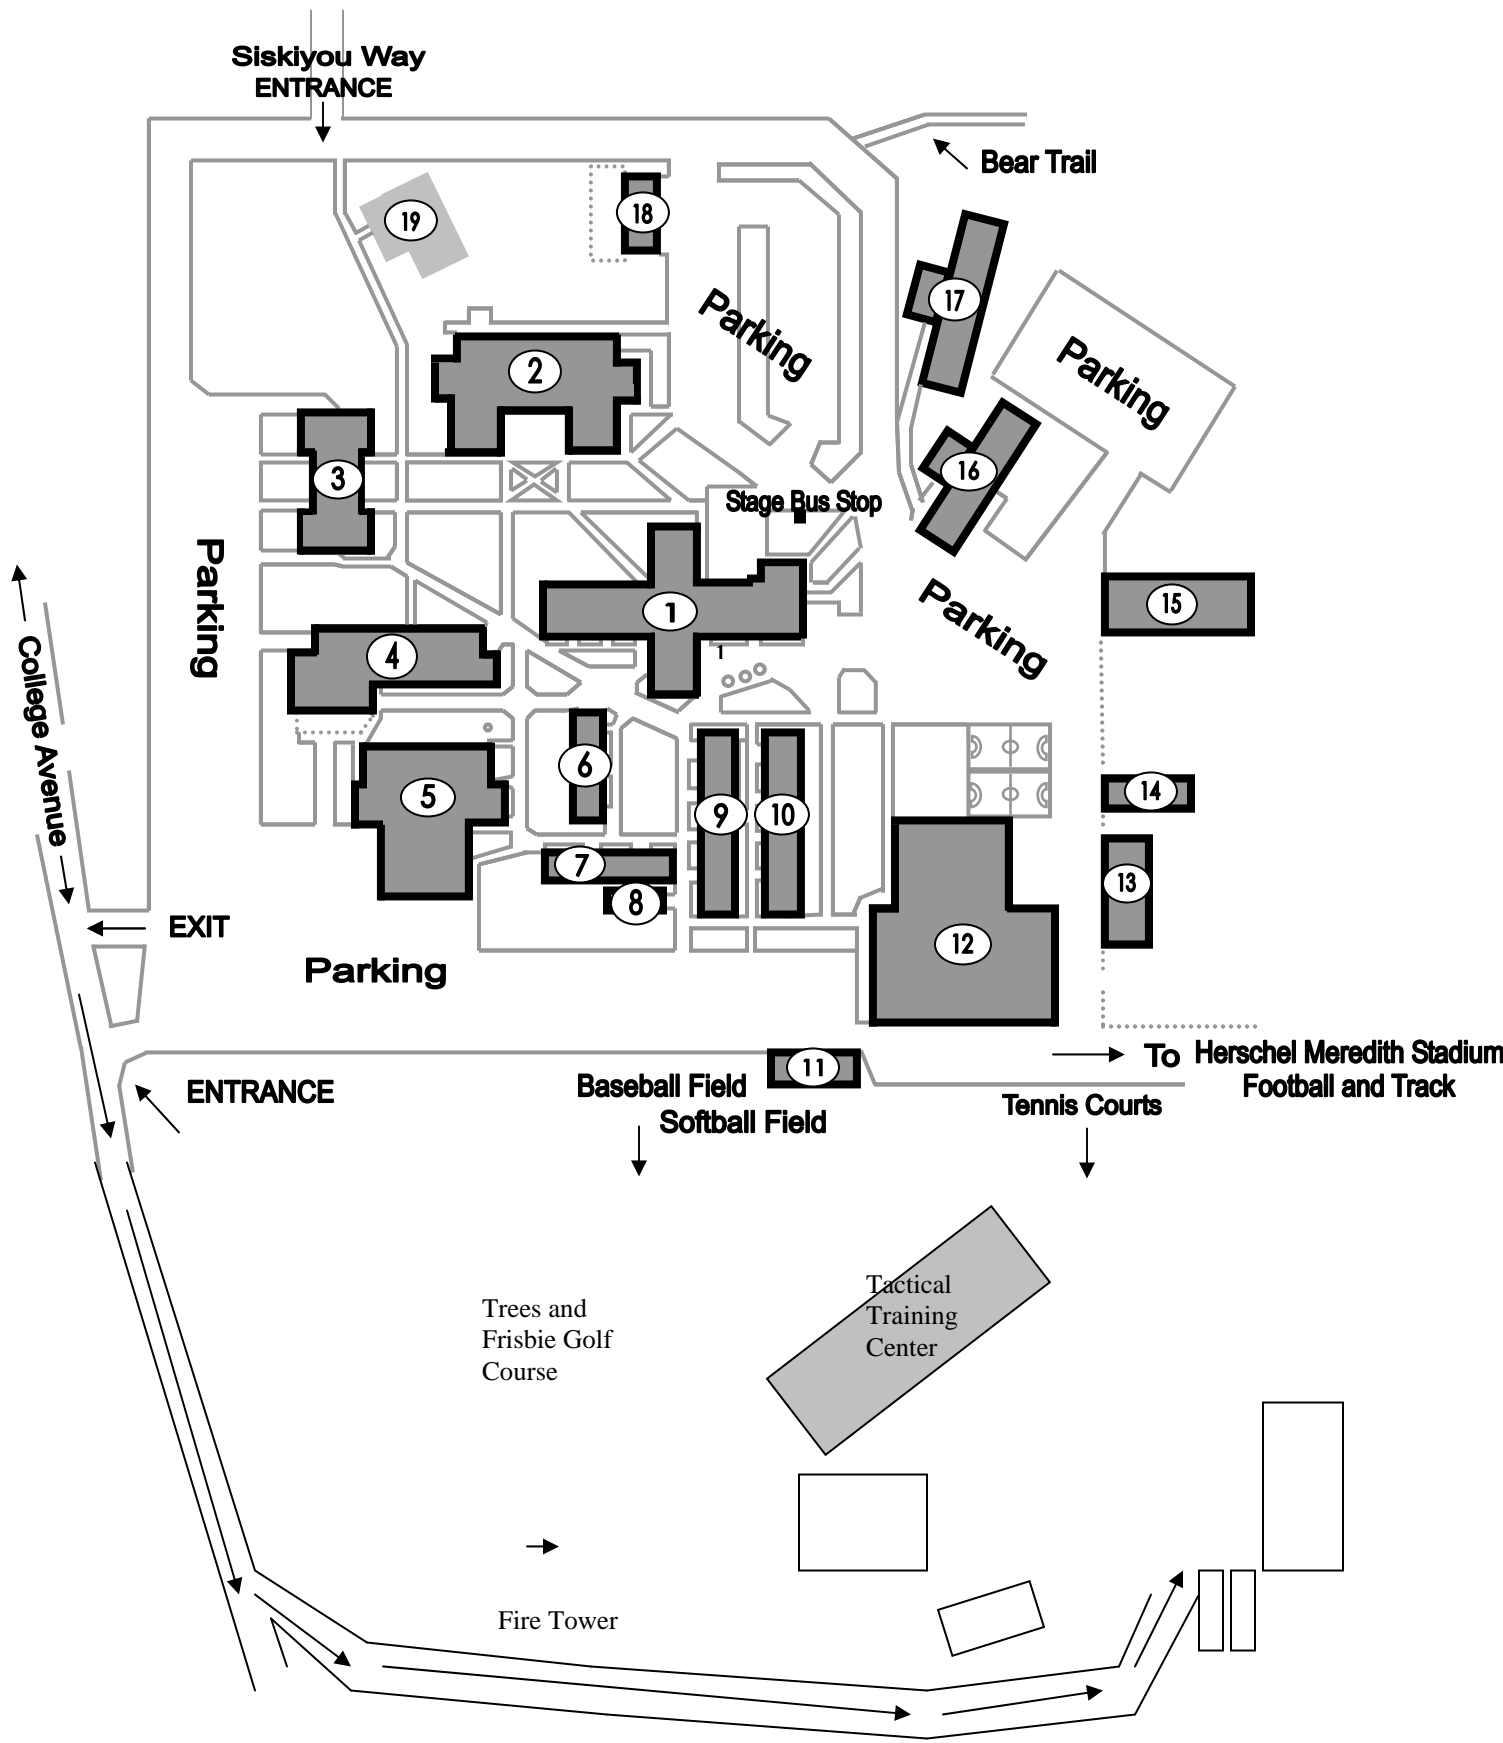 Siskiyou Way
ENTRANCE
Bear Trail
19
18
17
Parking
2
Parking
16
3
Stage Bus Stop
Parking
1
15
Parking
4
1
College Avenue
6
14
5
9
10
7
13
8
EXIT
12
Parking
To Herschel Meredith Stadium
Football and Track
11
ENTRANCE
Baseball Field
Softball Field
Tennis Courts
Tactical
Training
Center
Trees and
Frisbie Golf
Course
Fire Tower